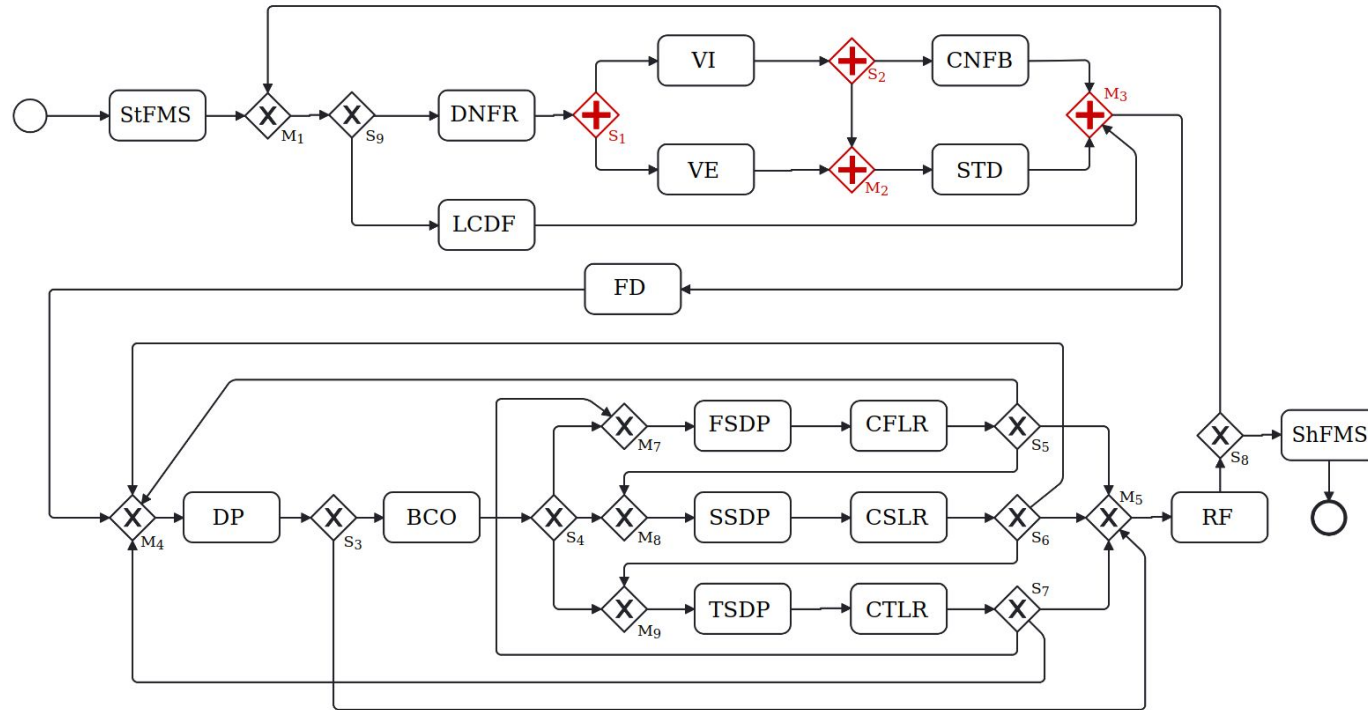 StFMS
M1
S9
DNFR
S1
VI
S2
CNFB
M3
VE
M2
STD
LCDF
FD
M4
DP
S3
BCO
S4
M7
FSDP
CFLR
S5
M8
SSDP
CSLR
S6
M9
TSDP
CTLR
S7
M5
RF
S8
ShFMS